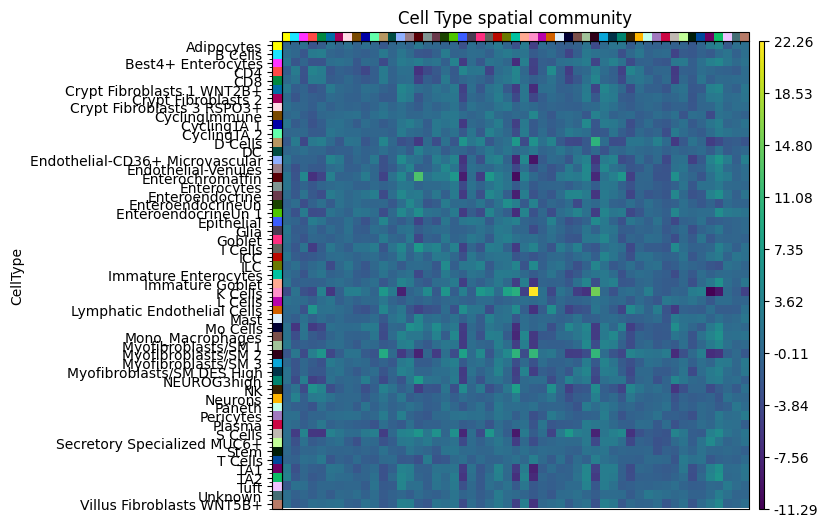 Cell Type spatial community
CellType
Adipocytes
B Cells
Best4+ Enterocytes
CD4
CD8
Crypt Fibroblasts 1 WNT2B+
Crypt Fibroblasts 2
Crypt Fibroblasts 3 RSPO3+
CyclingImmune
CyclingTA 1
CyclingTA 2
D Cells
DC
Endothelial-CD36+ Microvascular
Endothelial-Venules
Enterochromaffin
Enterocytes
Enteroendocrine
EnteroendocrineUn
EnteroendocrineUn 1
Epithelial
Glia
Goblet
I Cells
ICC
ILC
Immature Enterocytes
Immature Goblet
K Cells
L Cells
Lymphatic Endothelial Cells
Mast
Mo Cells
Mono_Macrophages
Myofibroblasts/SM 1
Myofibroblasts/SM 2
Myofibroblasts/SM 3
Myofibroblasts/SM DES High
NEUROG3high
NK
Neurons
Paneth
Pericytes
Plasma
S Cells
Secretory Specialized MUC6+
Stem
T Cells
TA1
TA2
Tuft
Unknown
Villus Fibroblasts WNT5B+
22.26
18.53
14.80
11.08
7.35
3.62
-0.11
-3.84
-7.56
-11.29